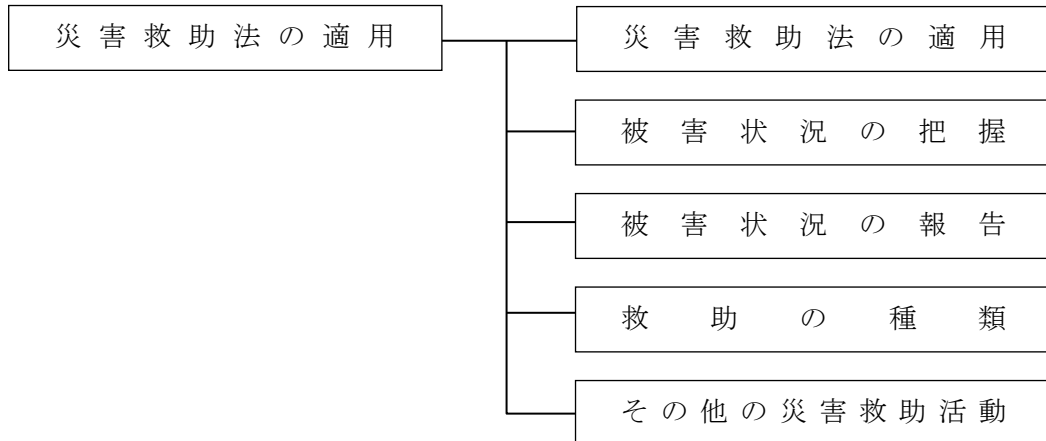 災害救助法の適用
災害救助法の適用
被害状況の把握
被害状況の報告
救助の種類
その他の災害救助活動